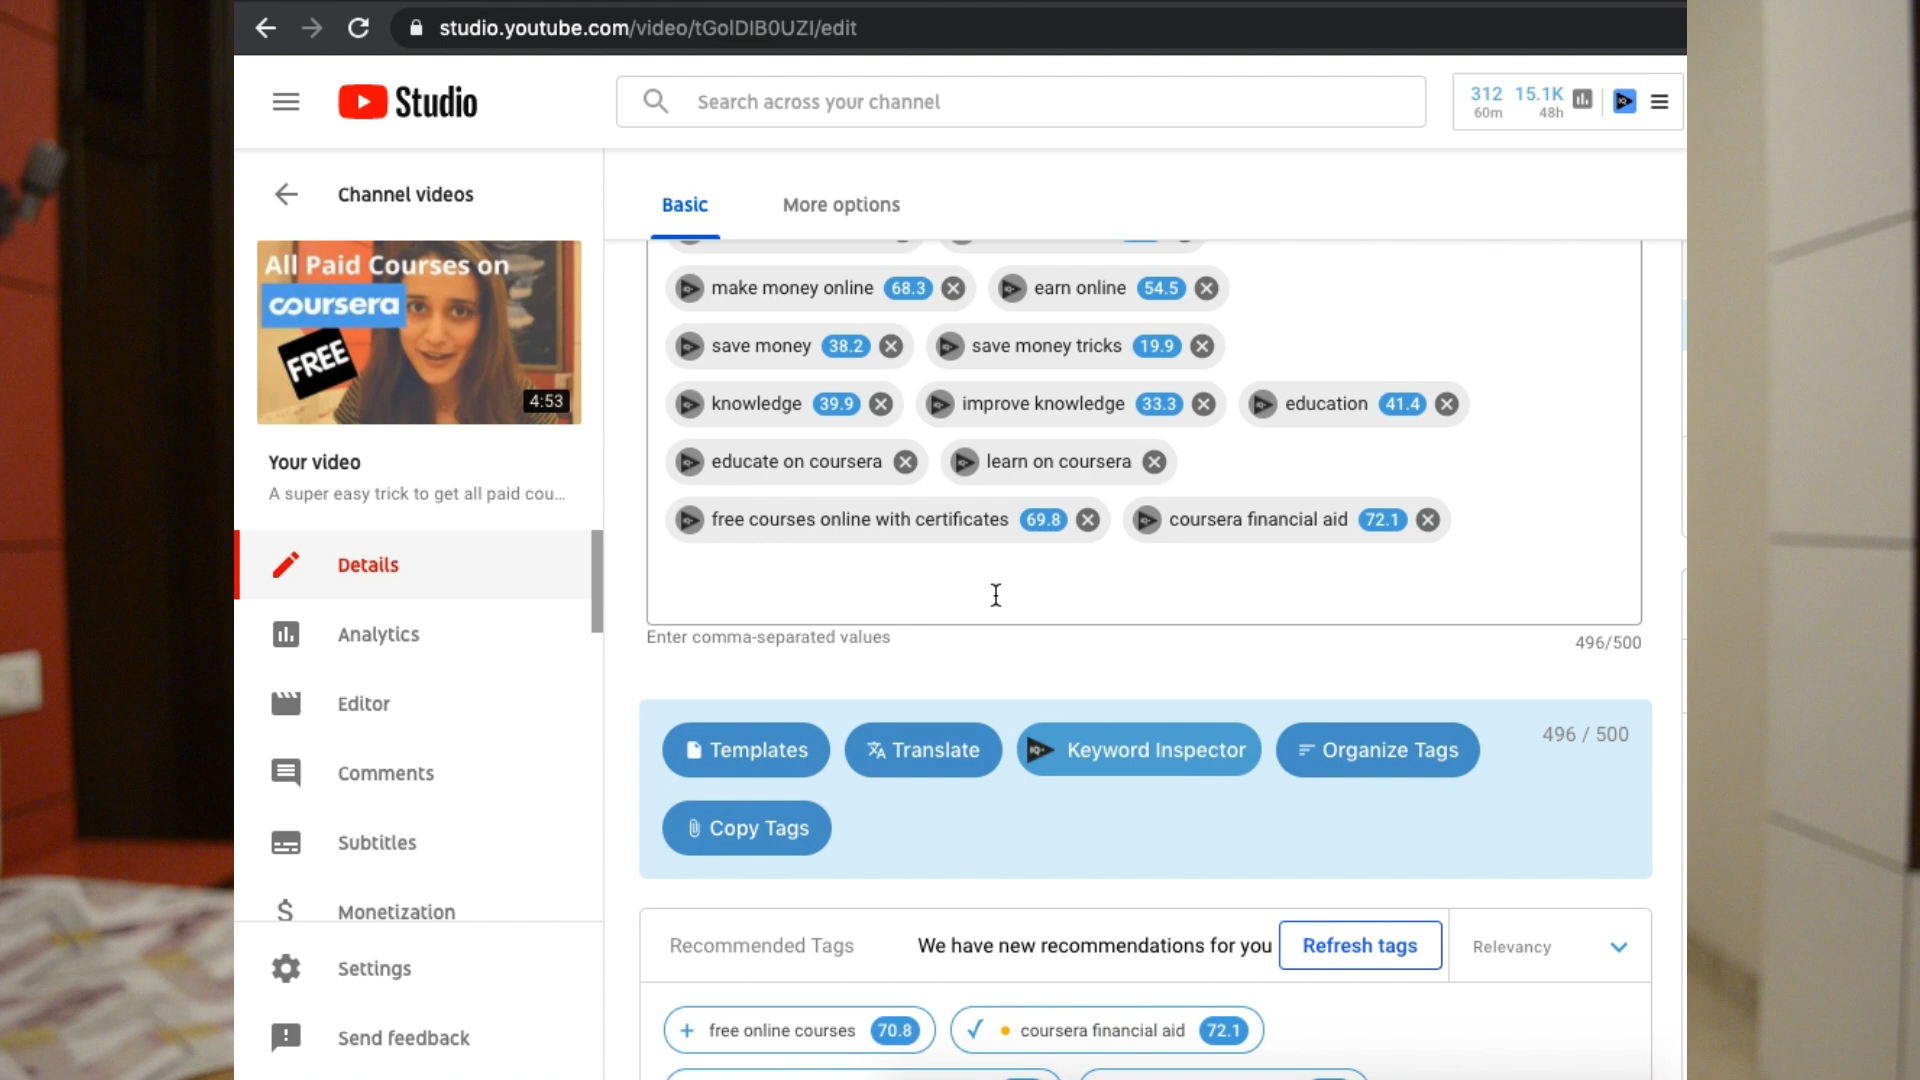 studio.youtube.com/video/tGolDIB0UZI/edit
Studio
Search across your channel
312 15.1K
60m 48h
Channel videos
Basic
More options
All Paid Courses on
coursera
FREE
4:53
make money online 68.3
earn online 54.5
save money 38.2
save money tricks 19.9
knowledge 39.9
improve knowledge 33.3
education 41.4
educate on coursera
learn on coursera
free courses online with certificates 69.8
coursera financial aid 72.1
Your video
A super easy trick to get all paid cou...
Enter comma-separated values
496/500
Details
Analytics
Editor
Comments
Subtitles
Monetization
Settings
Send feedback
Templates
Translate
Keyword Inspector
Organize Tags
496 / 500
Copy Tags
Recommended Tags
We have new recommendations for you
Refresh tags
Relevancy
free online courses 70.8
coursera financial aid 72.1